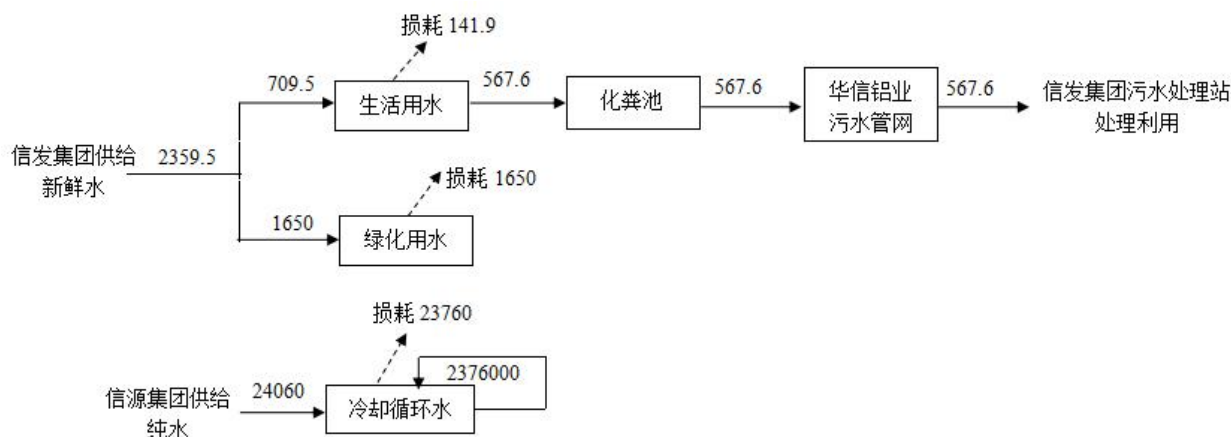 损耗 141.9
709.5
生活用水
567.6
化粪池
567.6
华信铝业
污水管网
567.6
信发集团污水处理站
处理利用
信发集团供给
新鲜水
2359.5
损耗 1650
1650
绿化用水
损耗 23760
2376000
信源集团供给
纯水
24060
冷却循环水